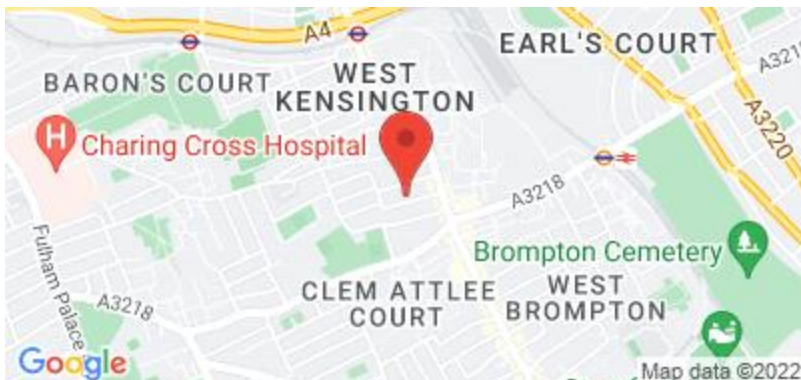 A4
EARL'S COURT
A321
BARON'S COURT
WEST
KENSINGTON
A3220
Charing Cross Hospital
H
A3218
Fulham Palace
Brompton Cemetery
CLEM ATTLEE
COURT
WEST
BROMPTON
A3218
Google
Map data ©2022